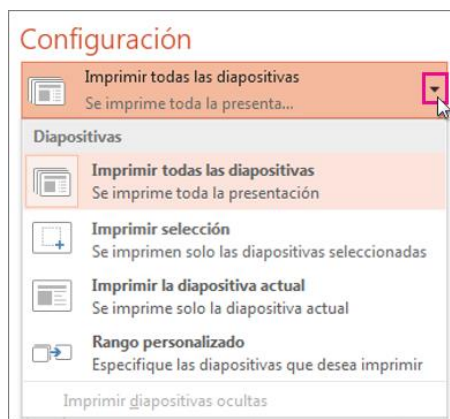 Configuración
Imprimir todas las diapositivas
Se imprime toda la presenta...
Diapositivas
Imprimir todas las diapositivas
Se imprime toda la presentación
Imprimir selección
Se imprimen solo las diapositivas seleccionadas
Imprimir la diapositiva actual
Se imprime solo la diapositiva actual
Rango personalizado
Especifique las diapositivas que desea imprimir
Imprimir diapositivas ocultas